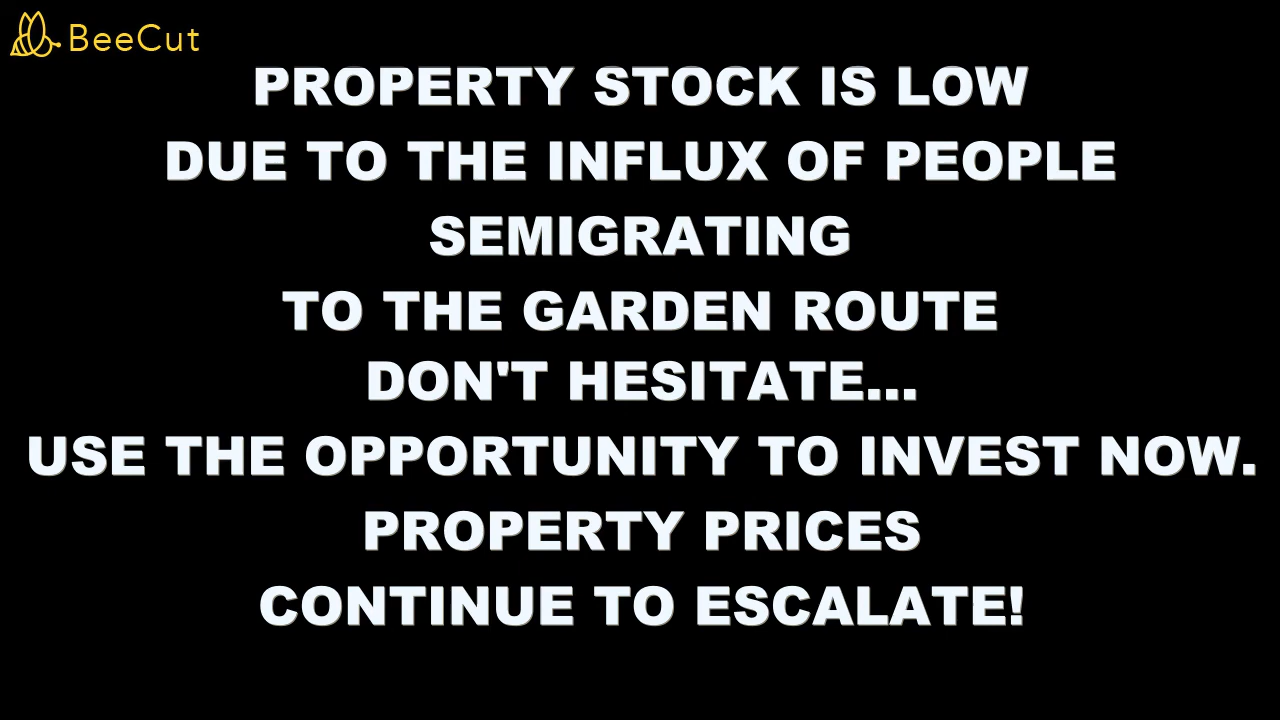 BeeCut
PROPERTY STOCK IS LOW
DUE TO THE INFLUX OF PEOPLE
SEMIGRATING
TO THE GARDEN ROUTE
DON'T HESITATE...
USE THE OPPORTUNITY TO INVEST NOW.
PROPERTY PRICES
CONTINUE TO ESCALATE!